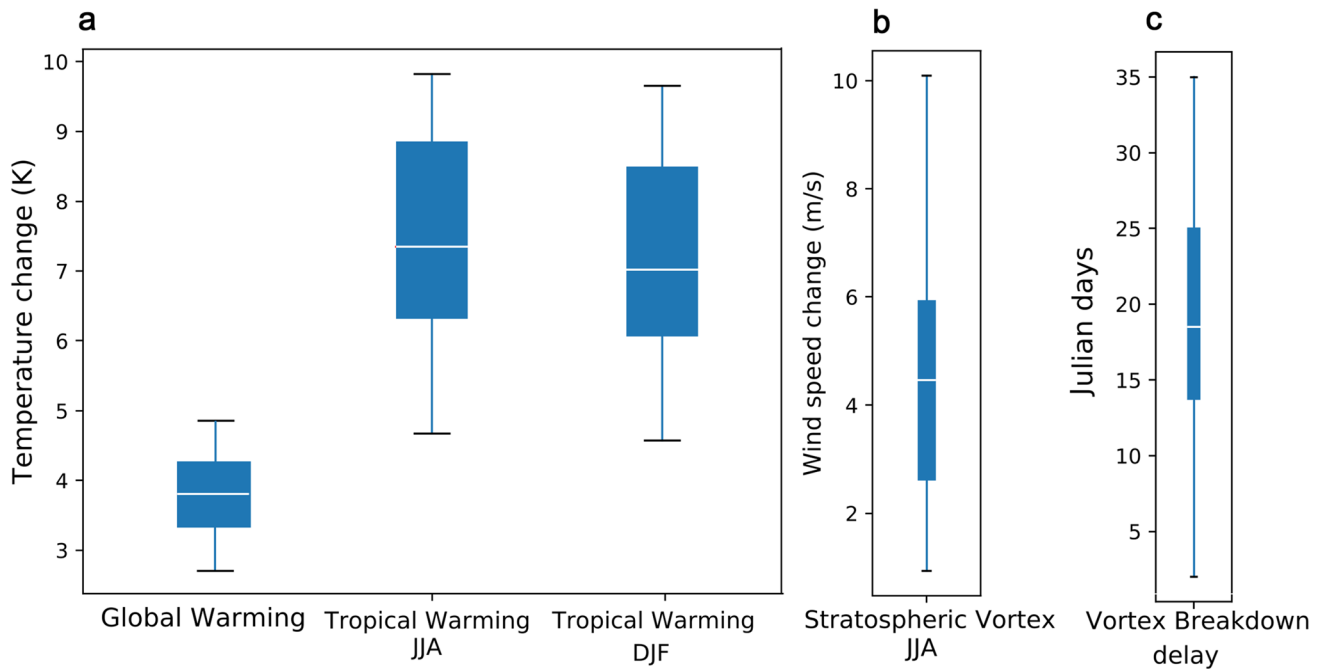 a
b
c
Temperature change (K)
10
9
8
7
6
5
4
3
Global Warming
Tropical Warming
JJA
Tropical Warming
DJF
Wind speed change (m/s)
10
8
6
4
2
Stratospheric Vortex
JJA
Julian days
35
30
25
20
15
10
5
Vortex Breakdown
delay